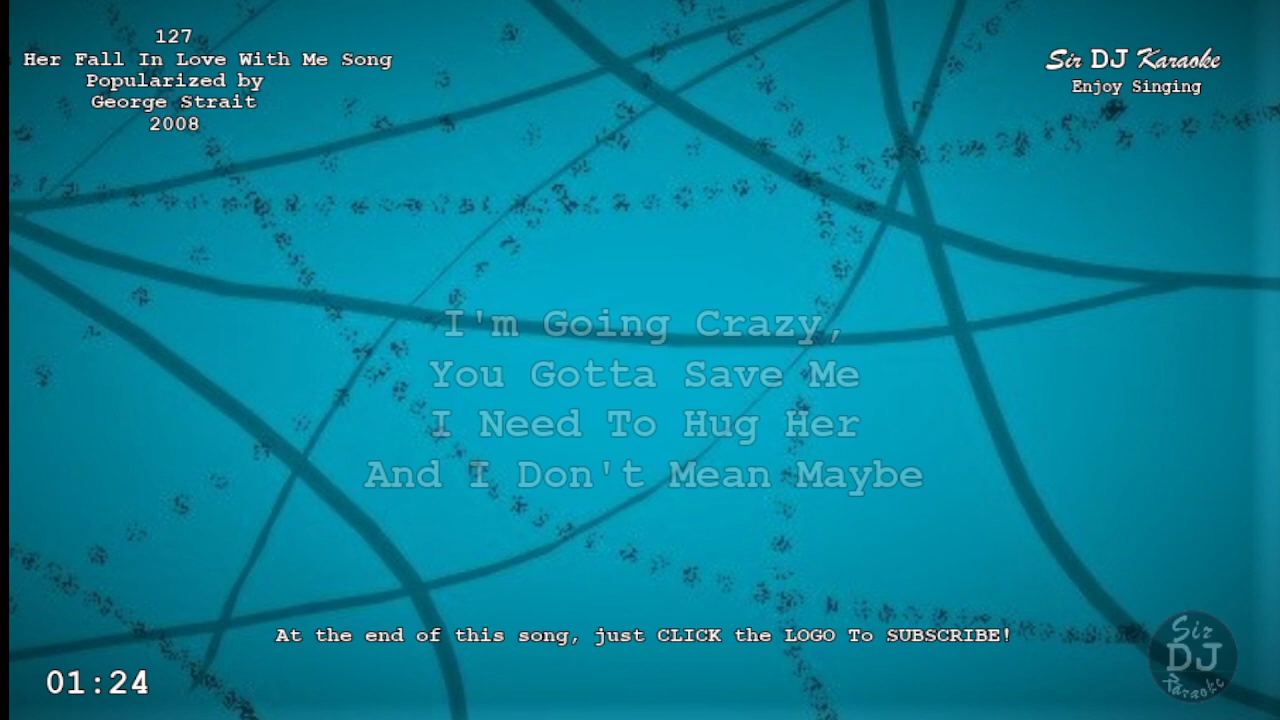 127
Her Fall In Love With Me Song
Popularized by
George Strait
2008
Sir DJ Karaoke
Enjoy Singing
I'm Going Crazy,
You Gotta Save Me
I Need To Hug Her
And I Don't Mean Maybe
At the end of this song, just CLICK the LOGO To SUBSCRIBE!
01:24
Sir
DJ
Karaoke